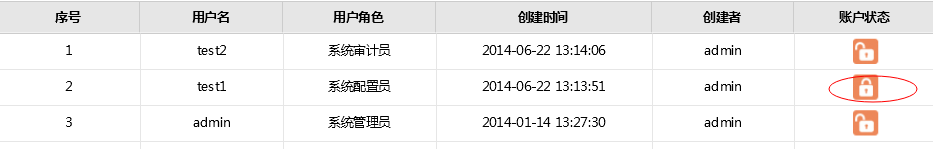 序号 用户名 用户角色 创建时间 创建者 账户状态
1 test2 系统审计员 2014-06-22 13:14:06 admin
2 test1 系统配置员 2014-06-22 13:13:51 admin
3 admin 系统管理员 2014-01-14 13:27:30 admin